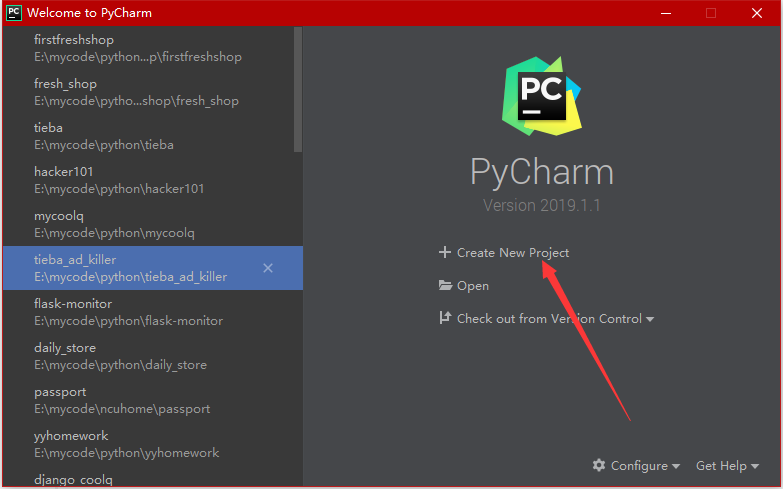 Welcome to PyCharm
firstfreshshop
E:\mycode\python...p\firstfreshshop
fresh_shop
E:\mycode\pytho...shop\fresh_shop
tieba
E:\mycode\python\tieba
hacker101
E:\mycode\python\hacker101
mycoolq
E:\mycode\python\mycoolq
tieba_ad_killer
E:\mycode\python\tieba_ad_killer
flask-monitor
E:\mycode\python\flask-monitor
daily_store
E:\mycode\python\daily_store
passport
E:\mycode\ncuhome\passport
yyhomework
E:\mycode\python\yyhomework
django_coolq
PC
PyCharm
Version 2019.1.1
Create New Project
Open
Check out from Version Control
Configure
Get Help